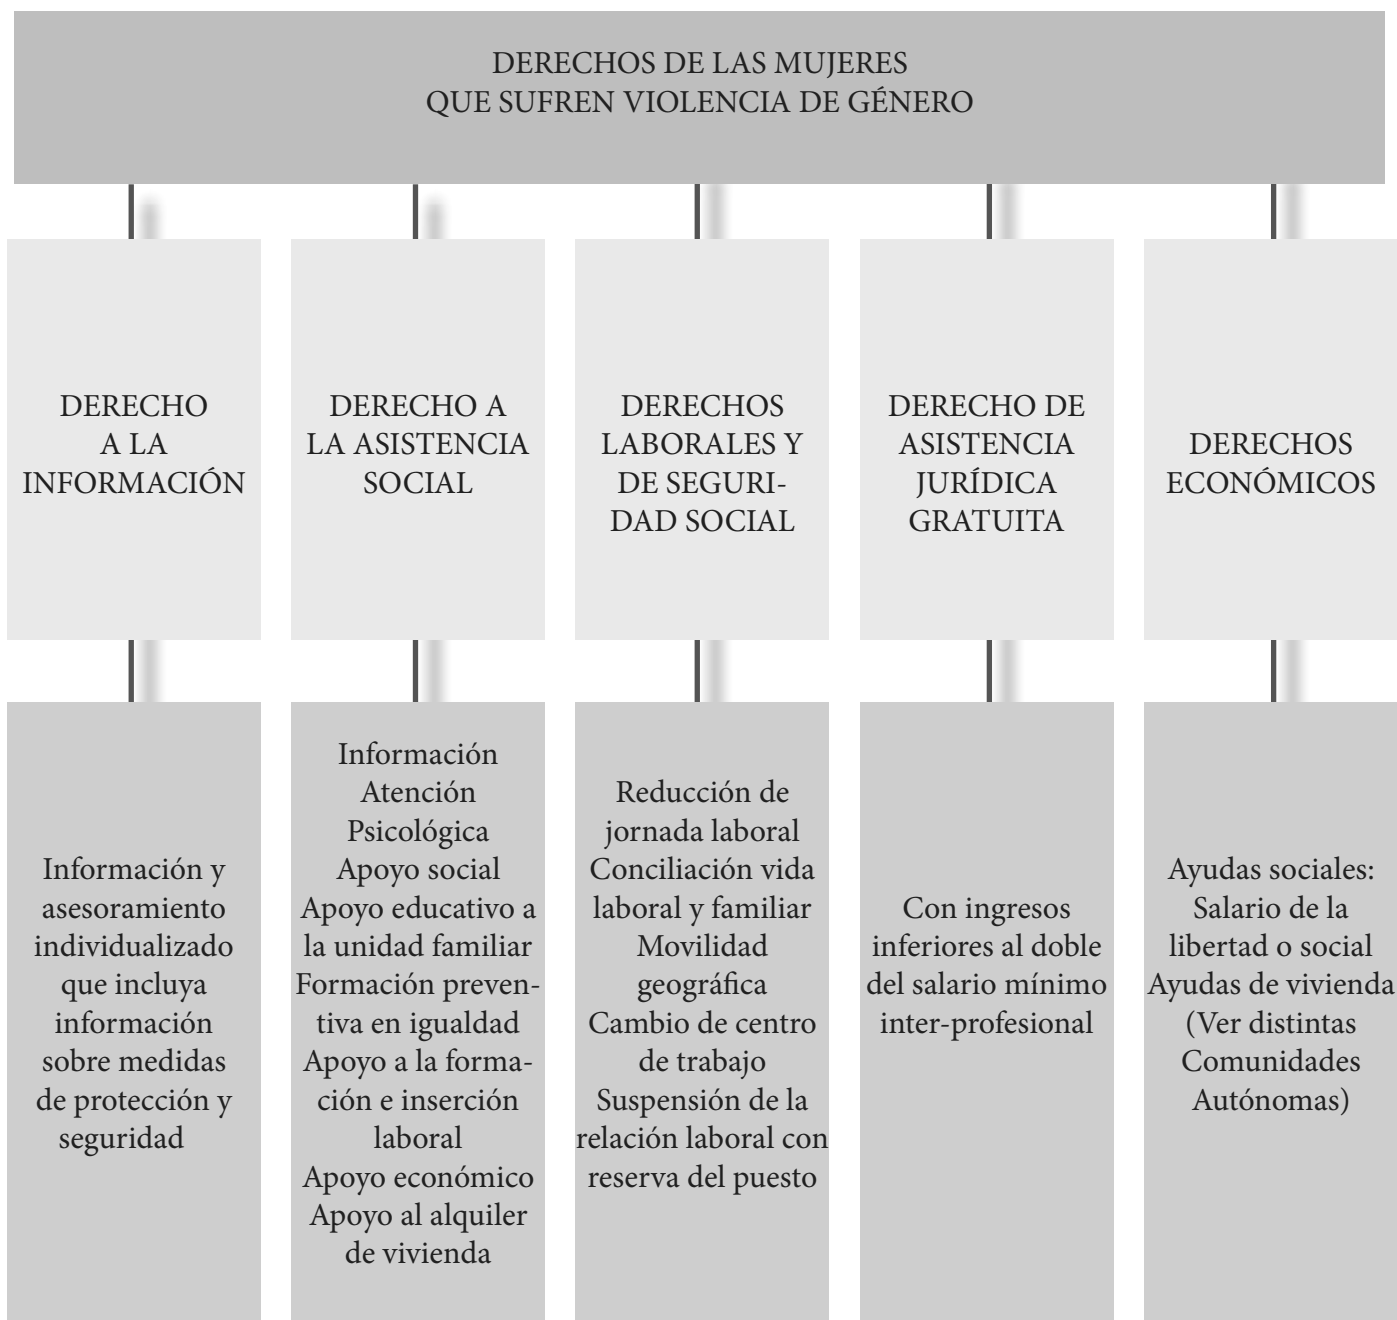 DERECHOS DE LAS MUJERES
QUE SUFREN VIOLENCIA DE GÉNERO
DERECHO
A LA
INFORMACIÓN
DERECHO A
LA ASISTENCIA
SOCIAL
DERECHOS
LABORALES Y
DE SEGURI-
DAD SOCIAL
DERECHO DE
ASISTENCIA
JURÍDICA
GRATUITA
DERECHOS
ECONÓMICOS
Información y
asesoramiento
individualizado
que incluya
información
sobre medidas
de protección y
seguridad
Información
Atención
Psicológica
Apoyo social
Apoyo educativo a
la unidad familiar
Formación preven-
tiva en igualdad
Apoyo a la forma-
ción e inserción
laboral
Apoyo económico
Apoyo al alquiler
de vivienda
Reducción de
jornada laboral
Conciliación vida
laboral y familiar
Movilidad
geográfica
Cambio de centro
de trabajo
Suspensión de la
relación laboral con
reserva del puesto
Con ingresos
inferiores al doble
del salario mínimo
inter-profesional
Ayudas sociales:
Salario de la
libertad o social
Ayudas de vivienda
(Ver distintas
Comunidades
Autónomas)